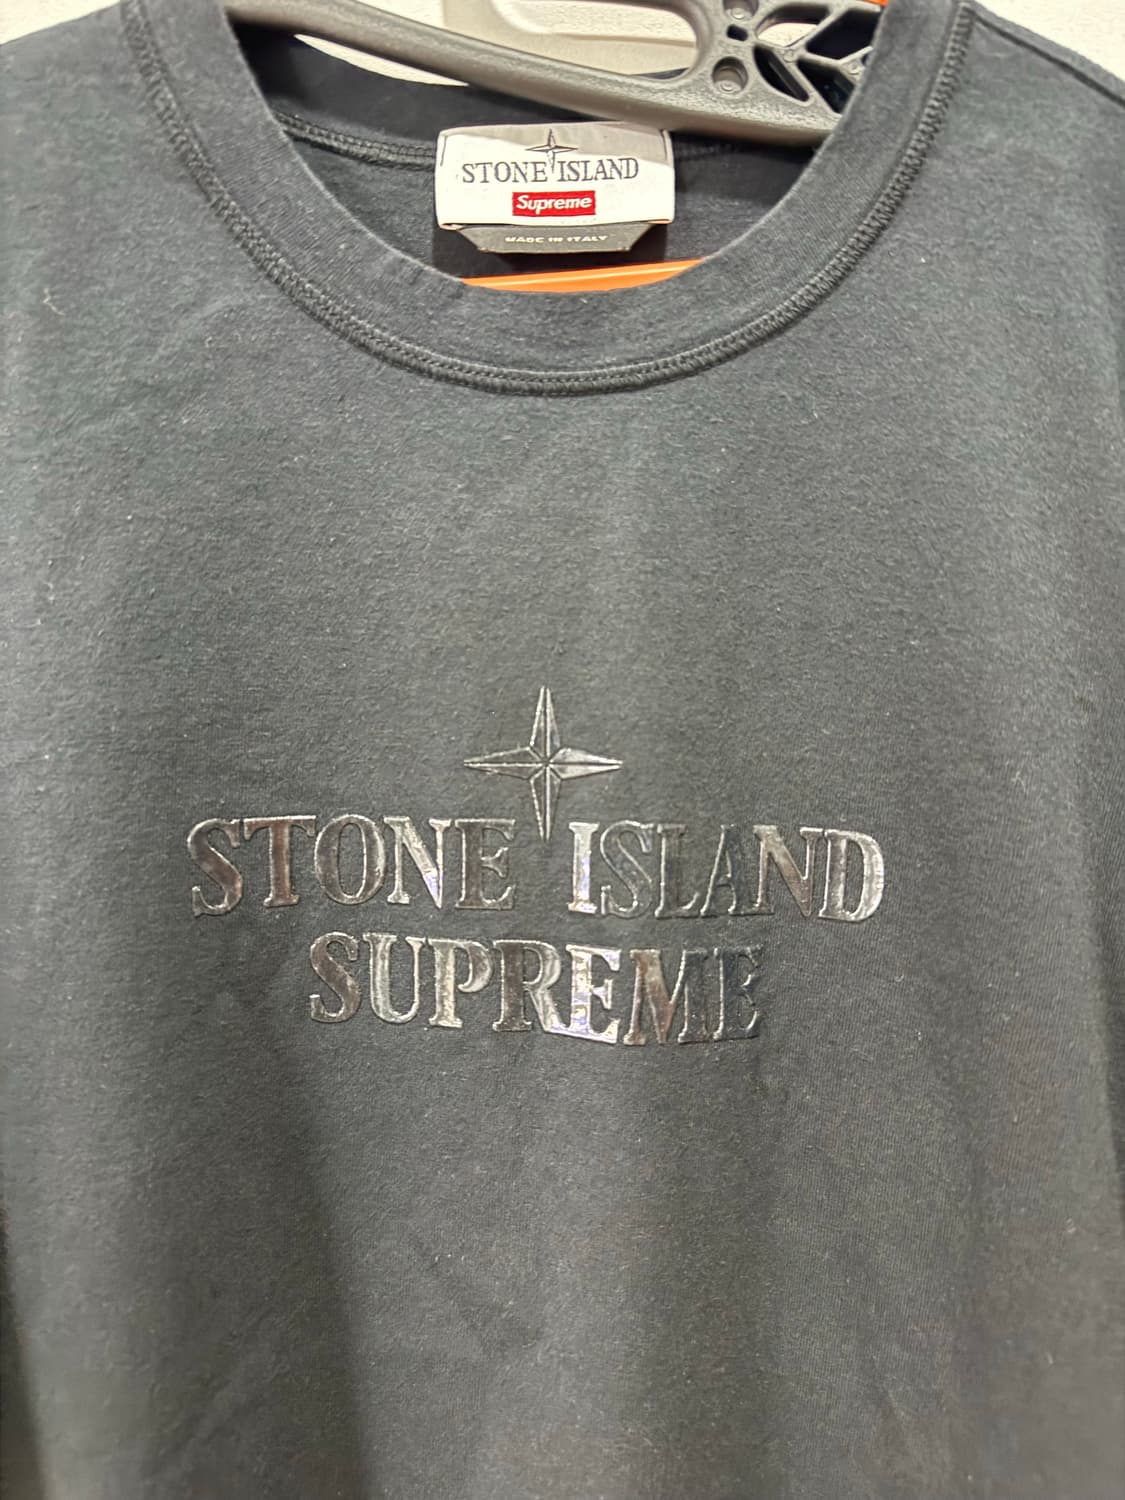 STONE ISLAND
Supreme
MADE IN ITALY
STONE ISLAND
SUPREME